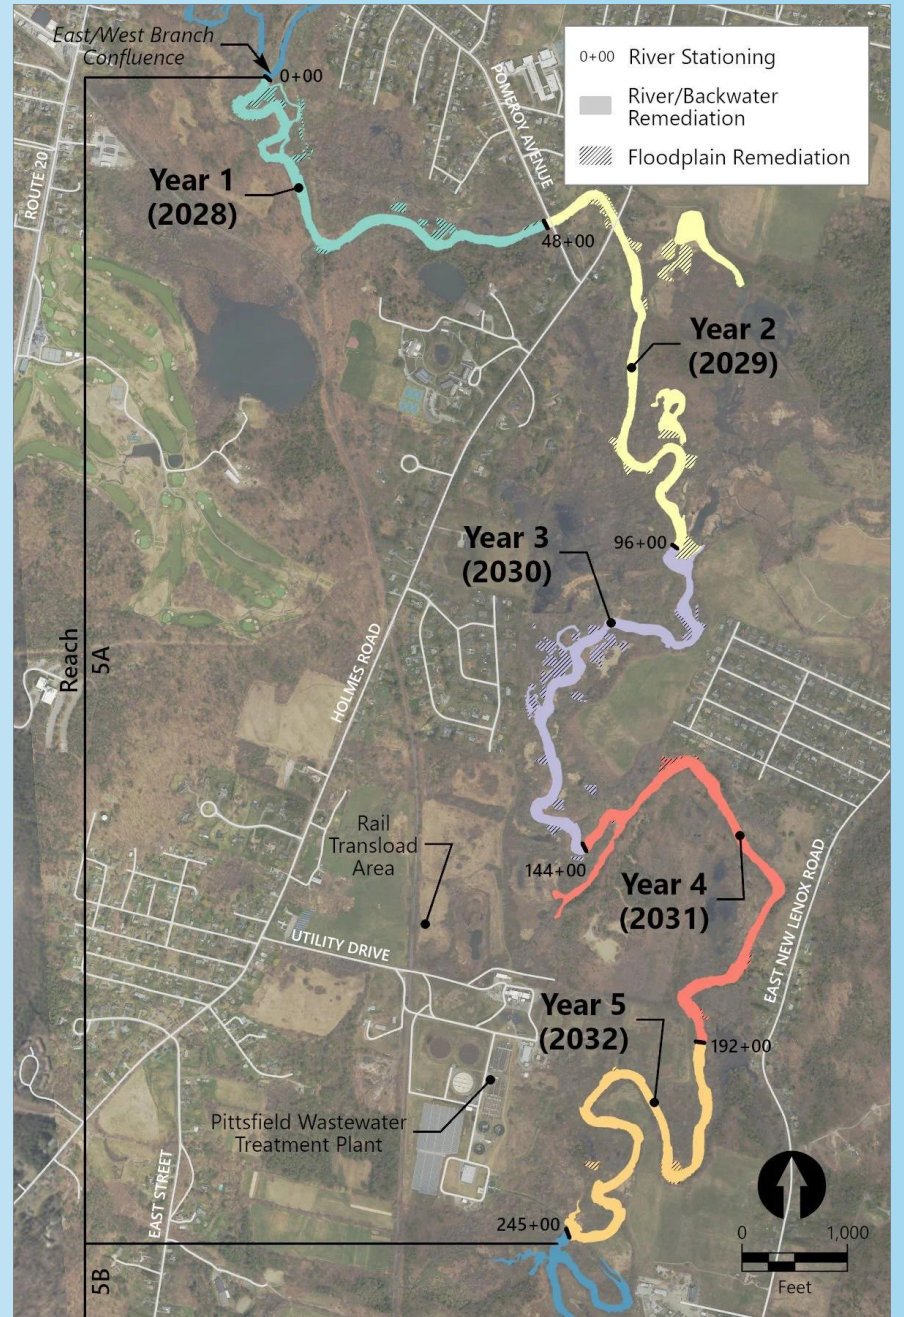 East/West Branch
Confluence
0+00
0+00 River Stationing
River/Backwater
Remediation
Floodplain Remediation
POMEROY AVENUE
ROUTE 20
Year 1
(2028)
48+00
Year 2
(2029)
Year 3
(2030)
96+00
Reach
5A
HOLMES ROAD
Rail
Transload
Area
144+00
Year 4
(2031)
EAST NEW LENOX ROAD
UTILITY DRIVE
Year 5
(2032)
192+00
Pittsfield Wastewater
Treatment Plant
EAST STREET
245+00
5B
0 1,000
Feet